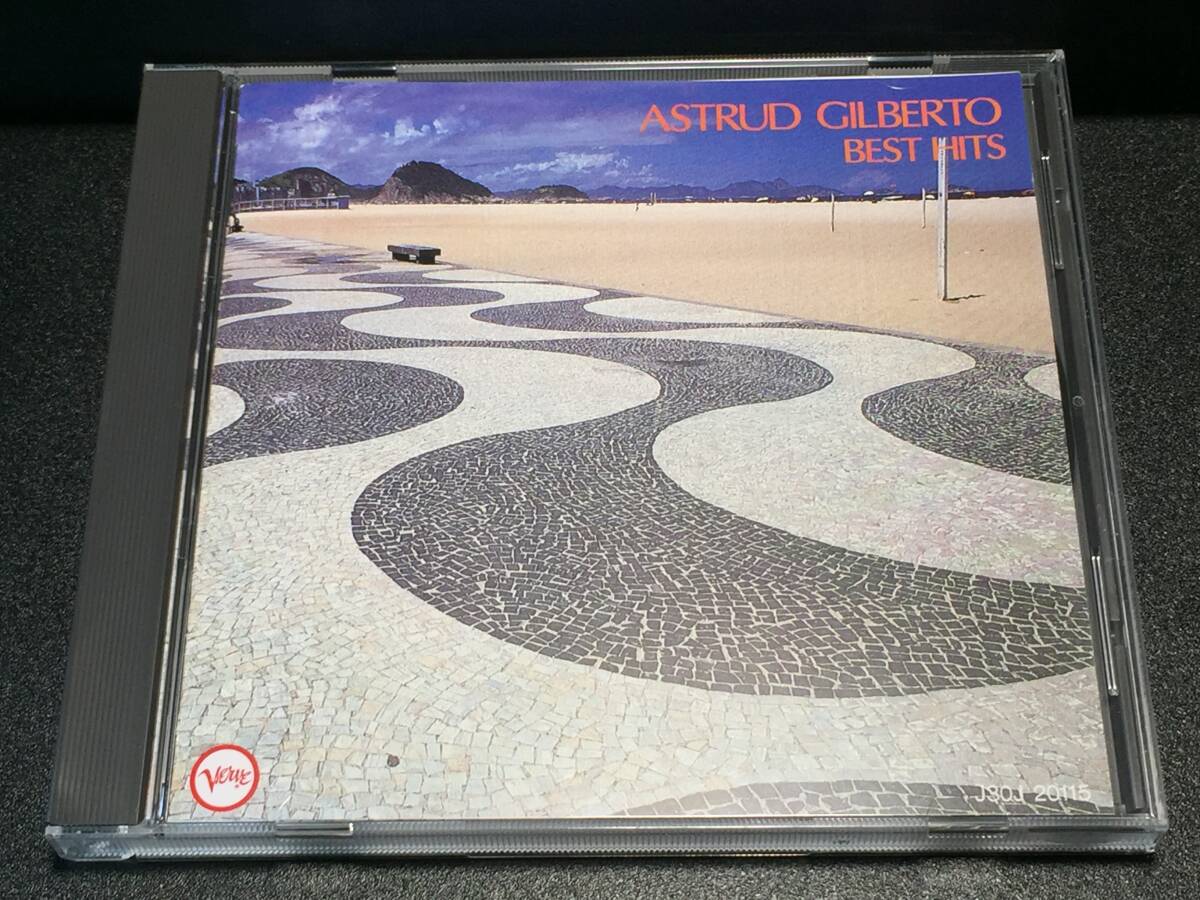 ASTRUD GILBERTO
BEST HITS
Verve
J30J 20115